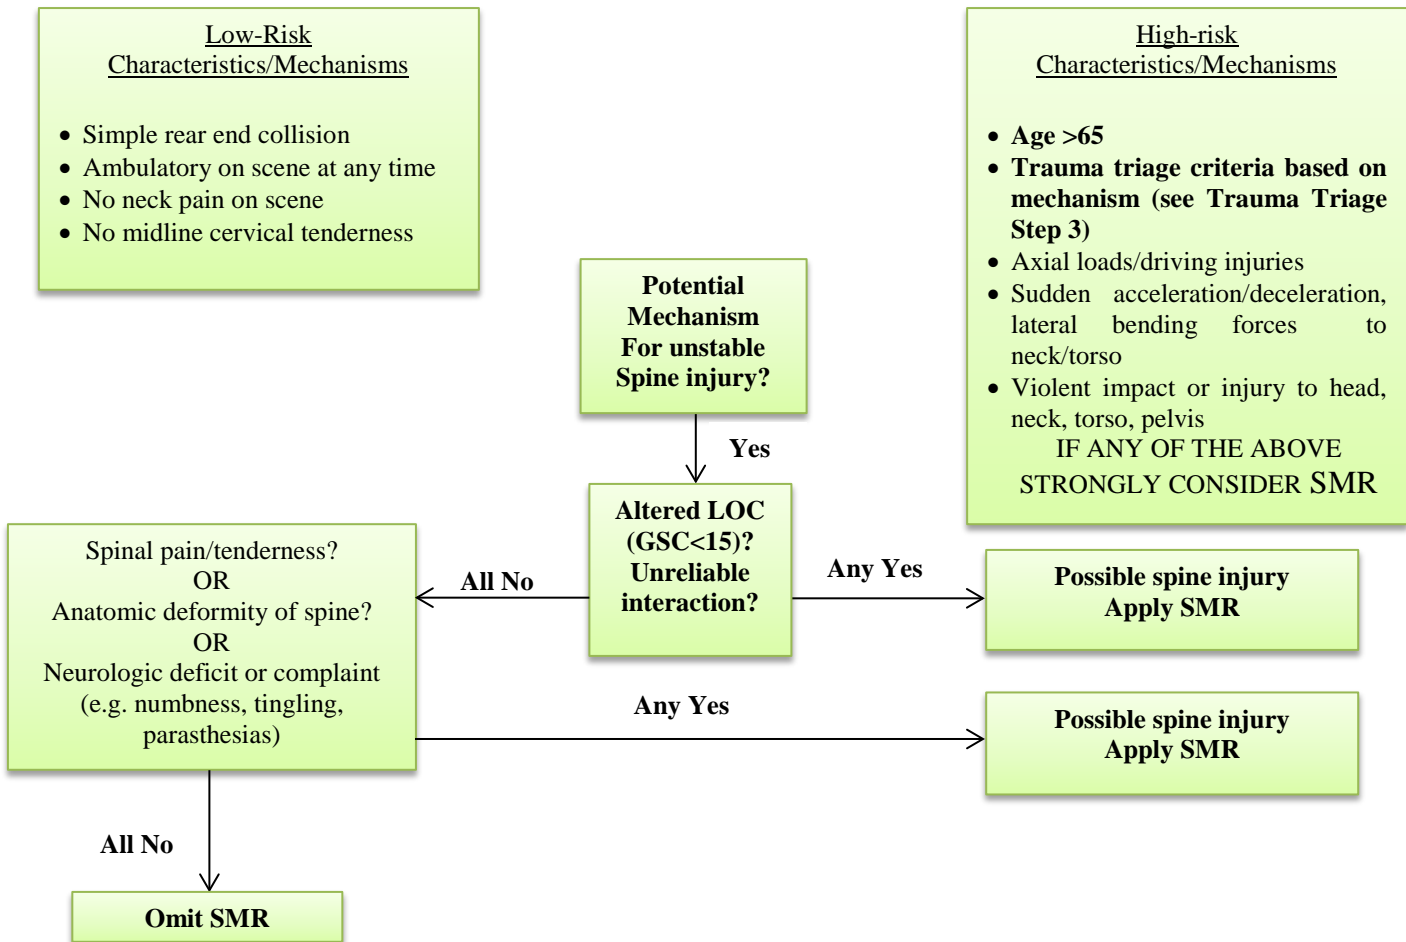 Low-Risk
Characteristics/Mechanisms
• Simple rear end collision
• Ambulatory on scene at any time
• No neck pain on scene
• No midline cervical tenderness
High-risk
Characteristics/Mechanisms
• Age >65
• Trauma triage criteria based on
mechanism (see Trauma Triage
Step 3)
• Axial loads/driving injuries
• Sudden acceleration/deceleration,
lateral bending forces to
neck/torso
• Violent impact or injury to head,
neck, torso, pelvis
IF ANY OF THE ABOVE
STRONGLY CONSIDER SMR
Potential
Mechanism
For unstable
Spine injury?
Yes
Altered LOC
(GSC<15)?
Unreliable
interaction?
All No
Any Yes
Possible spine injury
Apply SMR
Spinal pain/tenderness?
OR
Anatomic deformity of spine?
OR
Neurologic deficit or complaint
(e.g. numbness, tingling,
parasthesias)
Any Yes
Possible spine injury
Apply SMR
All No
Omit SMR